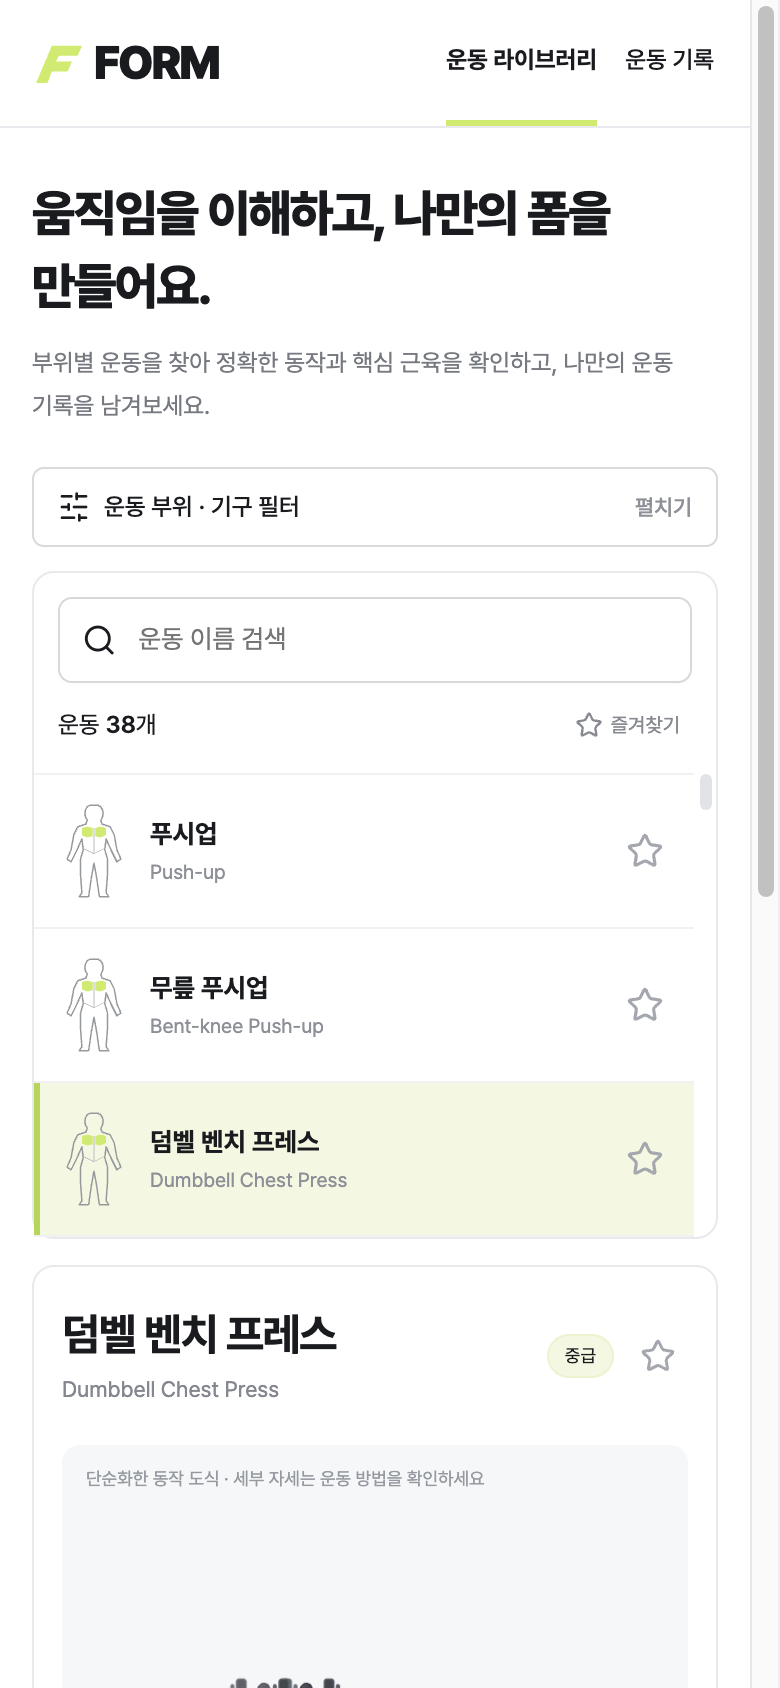 FORM
운동 라이브러리
운동 기록
움직임을 이해하고, 나만의 폼을
만들어요.
부위별 운동을 찾아 정확한 동작과 핵심 근육을 확인하고, 나만의 운동
기록을 남겨보세요.
운동 부위 · 기구 필터
펼치기
운동 이름 검색
운동 38개
즐겨찾기
푸시업
Push-up
무릎 푸시업
Bent-knee Push-up
덤벨 벤치 프레스
Dumbbell Chest Press
덤벨 벤치 프레스
중급
Dumbbell Chest Press
단순화한 동작 도식 · 세부 자세는 운동 방법을 확인하세요